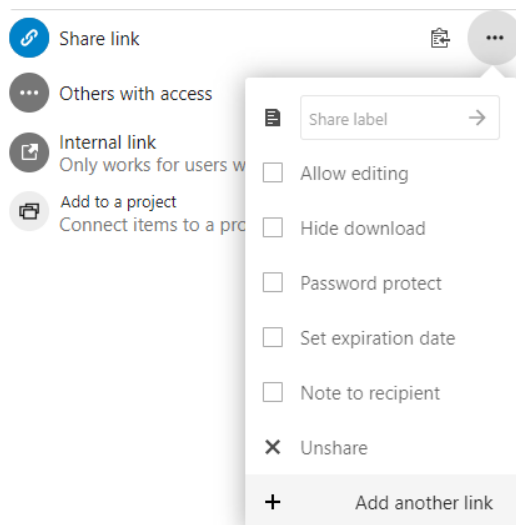 Share link
Others with access
Share label
Internal link
Only works for users w
Allow editing
Add to a project
Connect items to a pro
Hide download
Password protect
Set expiration date
Note to recipient
Unshare
Add another link